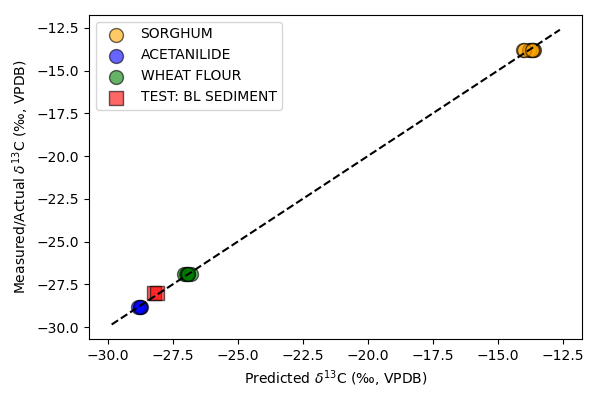 SORGHUM
ACETANILIDE
WHEAT FLOUR
TEST: BL SEDIMENT
Measured/Actual δ¹³C (‰, VPDB)
−12.5
−15.0
−17.5
−20.0
−22.5
−25.0
−27.5
−30.0
−30.0 −27.5 −25.0 −22.5 −20.0 −17.5 −15.0 −12.5
Predicted δ¹³C (‰, VPDB)